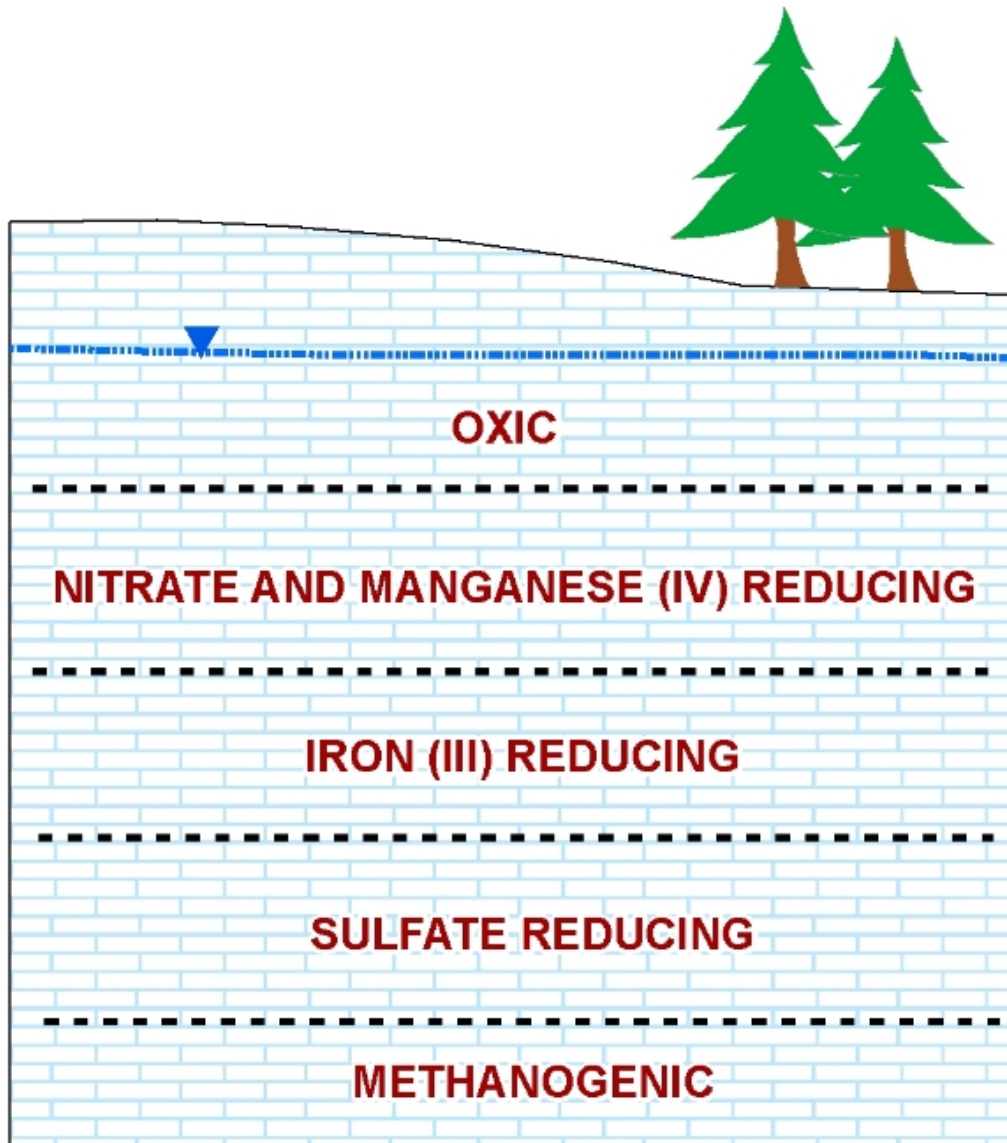 OXIC
NITRATE AND MANGANESE (IV) REDUCING
IRON (III) REDUCING
SULFATE REDUCING
METHANOGENIC